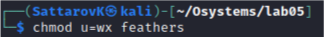 ┌──(SattarovK㉿kali)-[~/Osystems/lab05]
└─$ chmod u=wx feathers